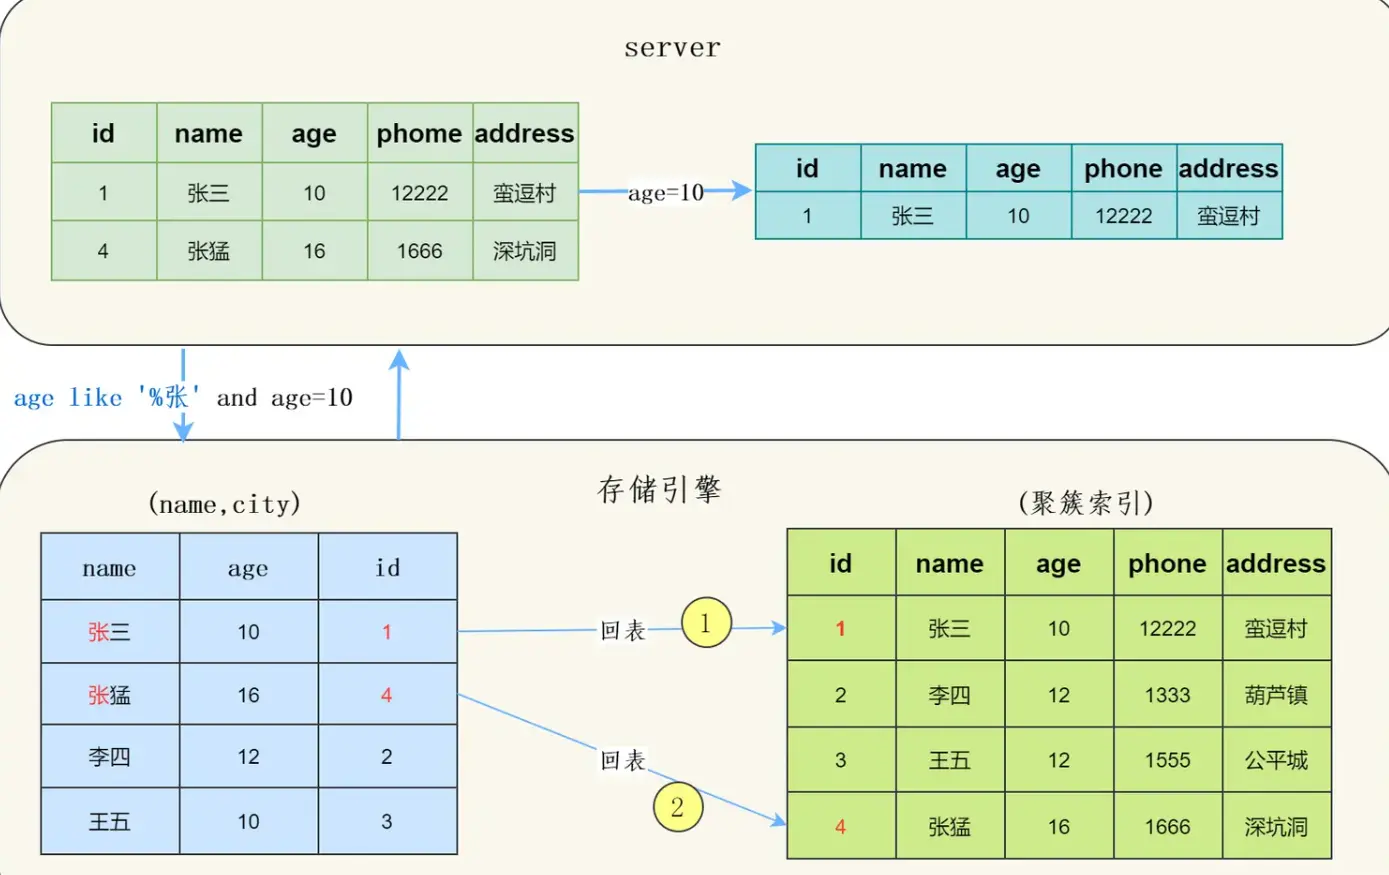 server
id name age phome address
1 张三 10 12222 蛮逗村
4 张猛 16 1666 深坑洞
age=10
id name age phone address
1 张三 10 12222 蛮逗村
age like '%张' and age=10
存储引擎
(name,city)
name age id
张三 10 1
张猛 16 4
李四 12 2
王五 10 3
回表 1
回表
2
(聚簇索引)
id name age phone address
1 张三 10 12222 蛮逗村
2 李四 12 1333 葫芦镇
3 王五 12 1555 公平城
4 张猛 16 1666 深坑洞